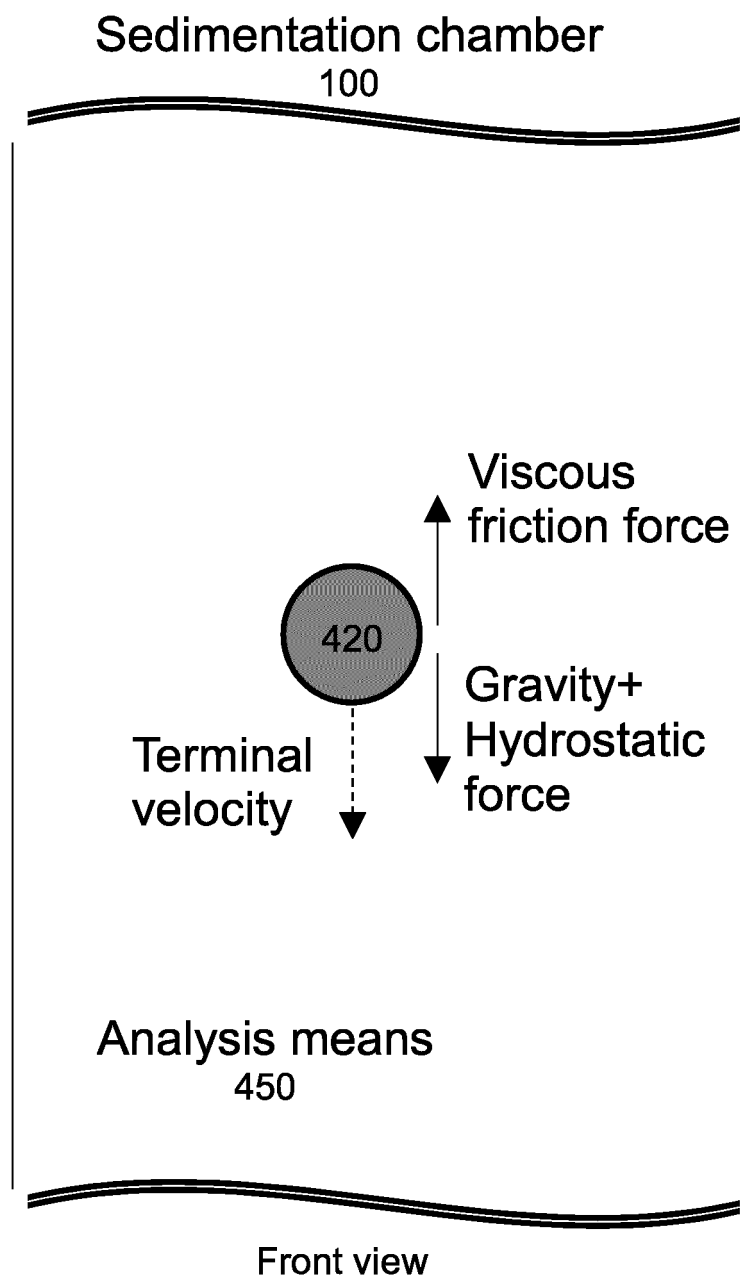 Sedimentation chamber
100
Viscous
friction force
420
Gravity+
Hydrostatic
force
Terminal
velocity
Analysis means
450
Front view